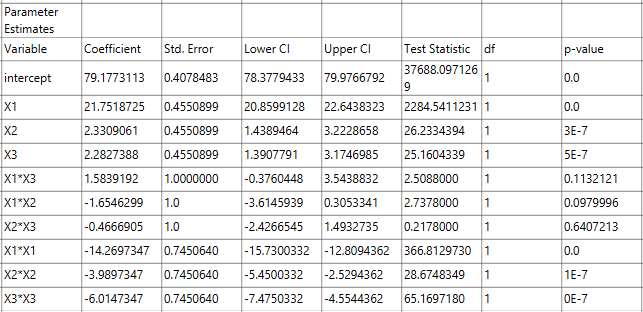 Parameter
Estimates
Variable Coefficient Std. Error Lower CI Upper CI Test Statistic df p-value
intercept 79.1773113 0.4078483 78.3779433 79.9766792 37688.097126
9 1 0.0
X1 21.7518725 0.4550899 20.8599128 22.6438323 2284.5411231 1 0.0
X2 2.3309061 0.4550899 1.4389464 3.2228658 26.2334394 1 3E-7
X3 2.2827388 0.4550899 1.3907791 3.1746985 25.1604339 1 5E-7
X1*X3 1.5839192 1.0000000 -0.3760448 3.5438832 2.5088000 1 0.1132121
X1*X2 -1.6546299 1.0 -3.6145939 0.3053341 2.7378000 1 0.0979996
X2*X3 -0.4666905 1.0 -2.4266545 1.4932735 0.2178000 1 0.6407213
X1*X1 -14.2697347 0.7450640 -15.7300332 -12.8094362 366.8129730 1 0.0
X2*X2 -3.9897347 0.7450640 -5.4500332 -2.5294362 28.6748349 1 1E-7
X3*X3 -6.0147347 0.7450640 -7.4750332 -4.5544362 65.1697180 1 0E-7